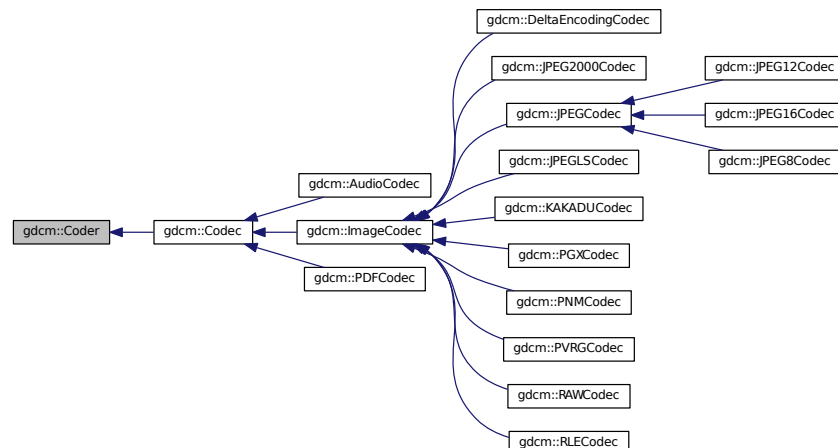 gdcm::DeltaEncodingCodec
gdcm::JPEG2000Codec
gdcm::JPEG12Codec
gdcm::JPEGCodec
gdcm::JPEG16Codec
gdcm::JPEGLSCodec
gdcm::JPEG8Codec
gdcm::AudioCodec
gdcm::KAKADUCodec
gdcm::Coder
gdcm::Codec
gdcm::ImageCodec
gdcm::PGXCodec
gdcm::PDFCodec
gdcm::PNMCodec
gdcm::PVRGCodec
gdcm::RAWCodec
gdcm::RLECodec